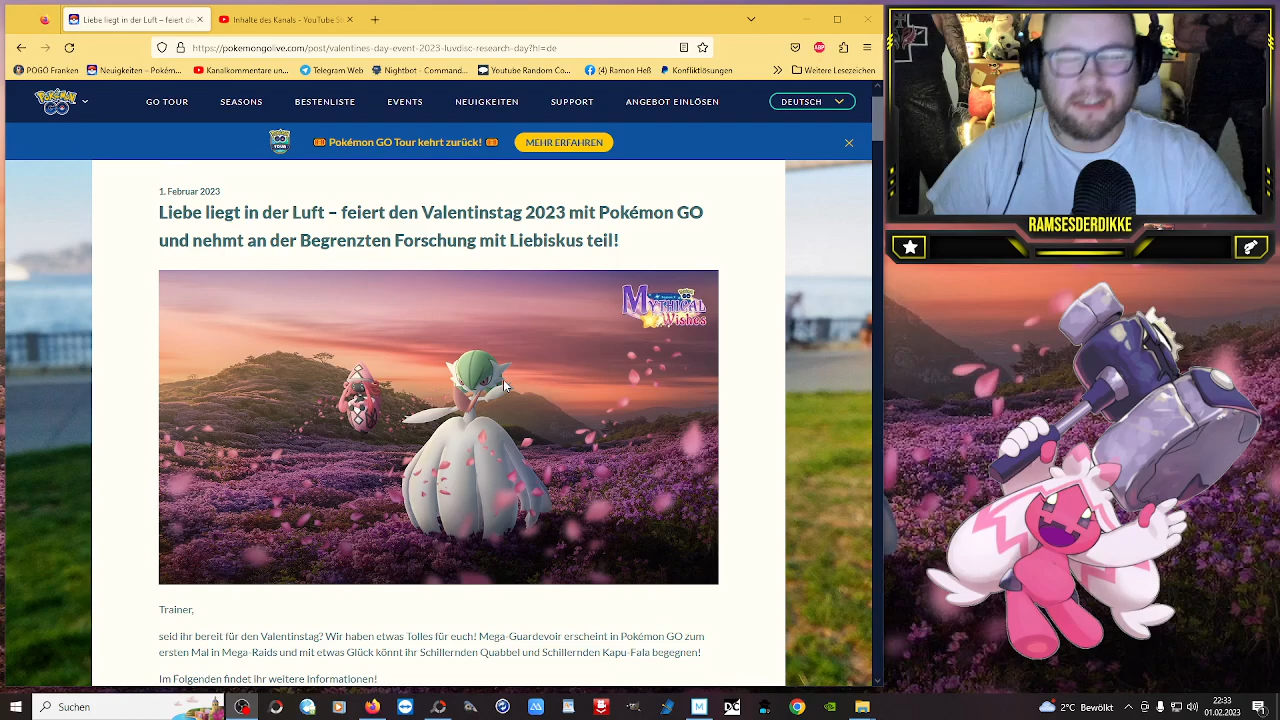 Liebe liegt in der Luft – feiert de
Inhalte des Kanals - YouTube St
https://pokemongolive.com/post/valentines-day-event-2023-luvdisc-research-day?hl=de
POGO Franken
Neuigkeiten – Pokém...
Kanalkommentare un...
Telegram Web
Nightbot - Comman...
Youtube Random Co...
(4) Ramon Heß
Konfliktlösungen
Weitere Lesezeichen
Pokémon GO
GO TOUR
SEASONS
BESTENLISTE
EVENTS
NEUIGKEITEN
SUPPORT
ANGEBOT EINLÖSEN
DEUTSCH
Pokémon GO Tour kehrt zurück!
MEHR ERFAHREN
1. Februar 2023
Liebe liegt in der Luft – feiert den Valentinstag 2023 mit Pokémon GO
und nehmt an der Begrenzten Forschung mit Liebiskus teil!
Mythical
Wishes
Trainer,
seid ihr bereit für den Valentinstag? Wir haben etwas Tolles für euch! Mega-Guardevoir erscheint in Pokémon GO zum
ersten Mal in Mega-Raids und mit etwas Glück könnt ihr Schillernden Quabbel und Schillernden Kapu-Fala begegnen!
Im Folgenden findet ihr weitere Informationen!
RAMSESDERDIKKE
Suchen
2°C Bewölkt
22:33
01.02.2023